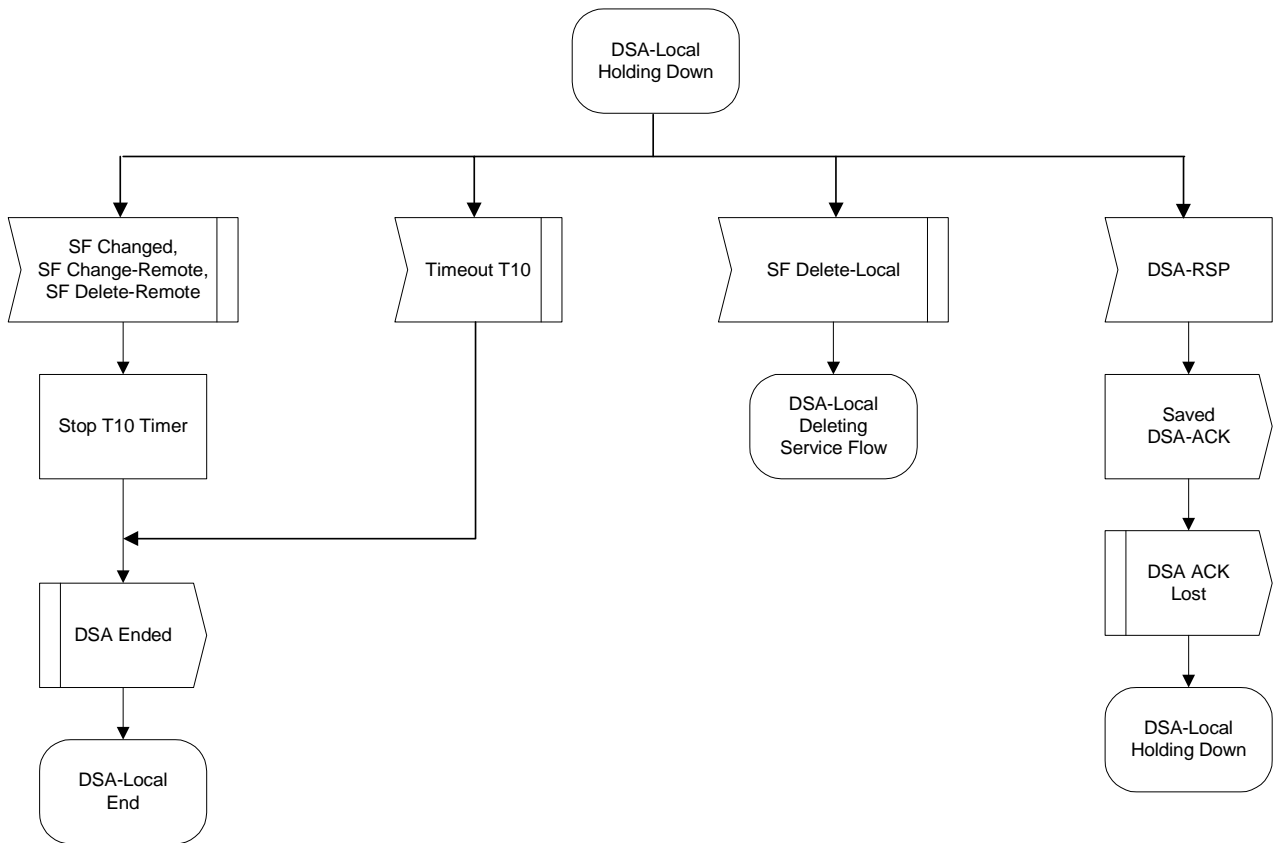 DSA-Local
Holding Down
SF Changed,
SF Change-Remote,
SF Delete-Remote
Timeout T10
SF Delete-Local
DSA-RSP
Stop T10 Timer
DSA-Local
Deleting
Service Flow
Saved
DSA-ACK
DSA Ended
DSA ACK
Lost
DSA-Local
End
DSA-Local
Holding Down